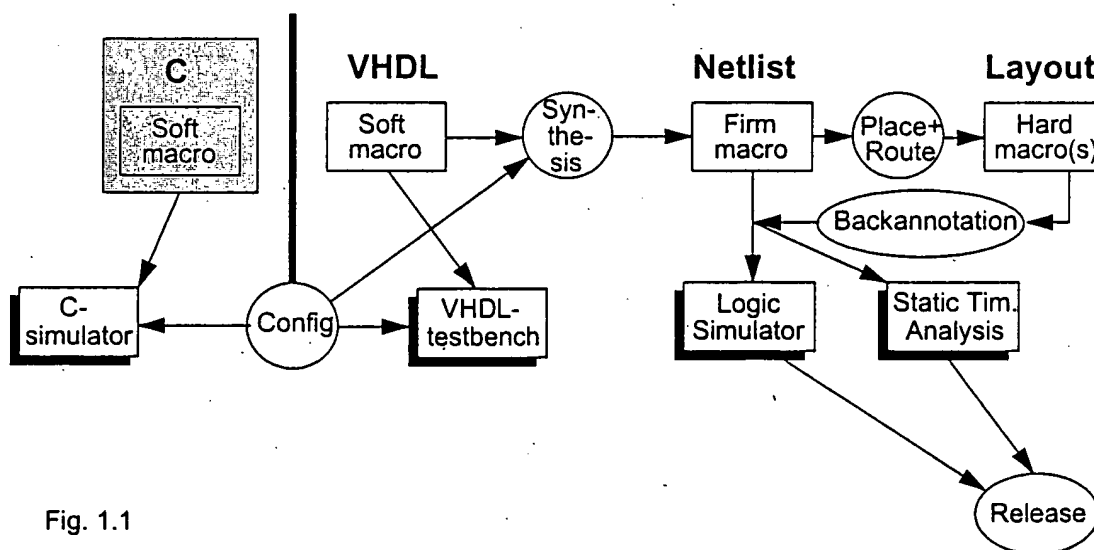 C
Soft
macro
VHDL
Soft
macro
Syn-
the-
sis
Netlist
Firm
macro
Place+
Route
Layout
Hard
macro(s)
Backannotation
C-
simulator
Config
VHDL-
testbench
Logic
Simulator
Static Tim.
Analysis
Release
Fig. 1.1